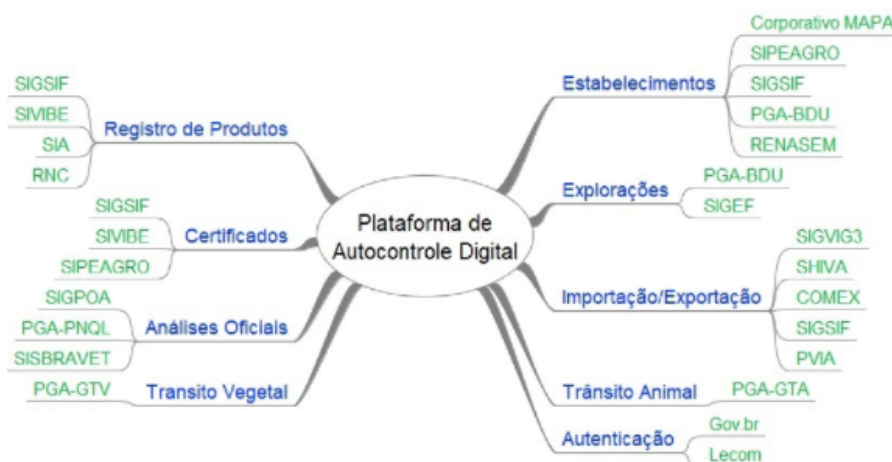 Plataforma de
Autocontrole Digital
Registro de Produtos
SIGSIF
SIVIBE
SIA
RNC
Certificados
SIGSIF
SIVIBE
SIPEAGRO
Análises Oficiais
SIGPOA
PGA-PNQL
SISBRAVET
Transito Vegetal
PGA-GTV
Estabelecimentos
Corporativo MAPA
SIPEAGRO
SIGSIF
PGA-BDU
RENASEM
Explorações
PGA-BDU
SIGEF
Importação/Exportação
SIGVIG3
SHIVA
COMEX
SIGSIF
PVIA
Trânsito Animal
PGA-GTA
Autenticação
Gov.br
Lecom